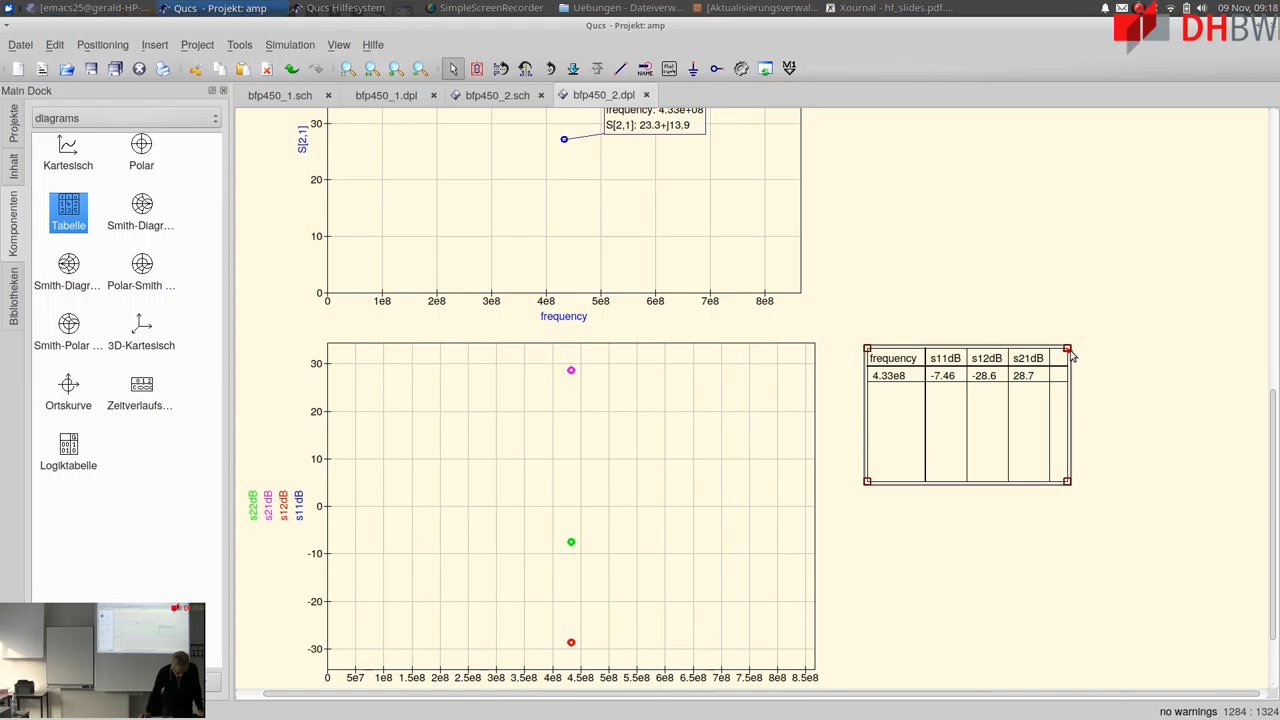 [emacs25@gerald-HP-...
Qucs - Projekt: amp
Qucs Hilfesystem
SimpleScreenRecorder
Uebungen - Dateiverw...
[Aktualisierungsverwal...
Xournal - hf_slides.pdf...
09 Nov, 09:18
Qucs - Projekt: amp
DHBW
Datei Edit Positioning Insert Projekt Tools Simulation View Hilfe
Main Dock
bfp450_1.sch bfp450_1.dpl bfp450_2.sch bfp450_2.dpl
diagrams
Projekte
Inhalt
Komponenten
Bibliotheken
Kartesisch Polar
Tabelle Smith-Diagr...
Smith-Diagr... Polar-Smith ...
Smith-Polar ... 3D-Kartesisch
Ortskurve Zeitverlaufs...
Logiktabelle
frequency: 4.33e+08
S[2,1]: 23.3+j13.9
S[2,1]
30
20
10
0
0 1e8 2e8 3e8 4e8 5e8 6e8 7e8 8e8
frequency
30
20
10
0
-10
-20
-30
s22dB
s21dB
s12dB
s11dB
0 5e7 1e8 1.5e8 2e8 2.5e8 3e8 3.5e8 4e8 4.5e8 5e8 5.5e8 6e8 6.5e8 7e8 7.5e8 8e8 8.5e8
frequency s11dB s12dB s21dB
4.33e8 -7.46 -28.6 28.7
no warnings 1284 : 1324